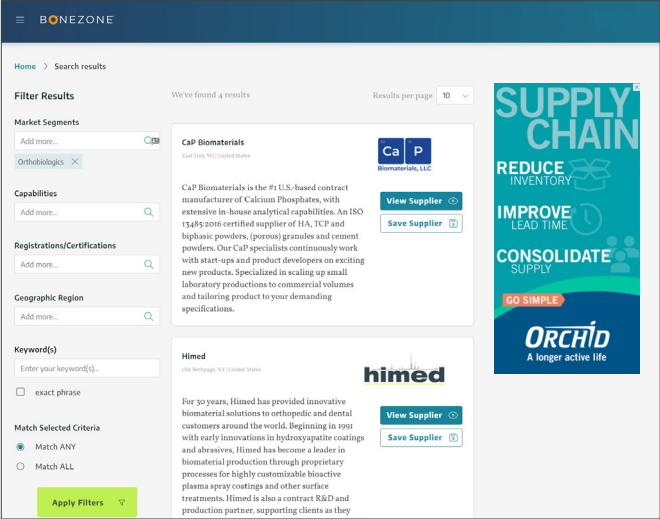 BONEZONE
Home > Search results
Filter Results
Market Segments
Add more...
Orthobiologics
Capabilities
Add more...
Registrations/Certifications
Add more...
Geographic Region
Add more...
Keyword(s)
Enter your keyword(s)...
exact phrase
Match Selected Criteria
Match ANY
Match ALL
Apply Filters
We've found 4 results
Results per page 10
CaP Biomaterials
East Troy, WI | United States
Ca P
Biomaterials, LLC
CaP Biomaterials is the #1 U.S.-based contract
manufacturer of Calcium Phosphates, with
extensive in-house analytical capabilities. An ISO
13485:2016 certified supplier of HA, TCP and
biphasic powders, (porous) granules and cement
powders. Our CaP specialists continuously work
with start-ups and product developers on exciting
new products. Specialized in scaling up small
laboratory productions to commercial volumes
and tailoring product to your demanding
specifications.
View Supplier
Save Supplier
Himed
Old Bethpage, NY | United States
himed
For 30 years, Himed has provided innovative
biomaterial solutions to orthopedic and dental
customers around the world. Beginning in 1991
with early innovations in hydroxyapatite coatings
and abrasives, Himed has become a leader in
biomaterial production through proprietary
processes for highly customizable bioactive
plasma spray coatings and other surface
treatments. Himed is also a contract R&D and
production partner, supporting clients as they
View Supplier
Save Supplier
SUPPLY
CHAIN
REDUCE
INVENTORY
IMPROVE
LEAD TIME
CONSOLIDATE
SUPPLY
GO SIMPLE
ORCHID
A longer active life